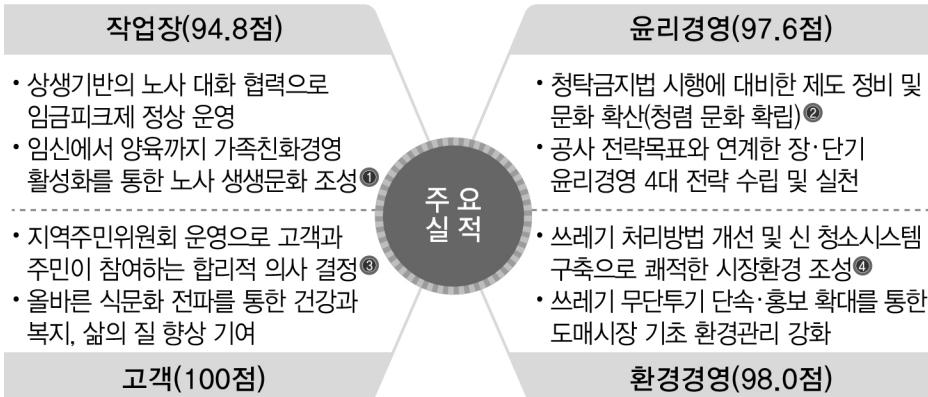 작업장(94.8점)
• 상생기반의 노사 대화 협력으로
임금피크제 정상 운영
• 임신에서 양육까지 가족친화경영
활성화를 통한 노사 생생문화 조성❶
윤리경영(97.6점)
• 청탁금지법 시행에 대비한 제도 정비 및
문화 확산(청렴 문화 확립)❷
• 공사 전략목표와 연계한 장·단기
윤리경영 4대 전략 수립 및 실천
주요
실적
• 지역주민위원회 운영으로 고객과
주민이 참여하는 합리적 의사 결정❸
• 올바른 식문화 전파를 통한 건강과
복지, 삶의 질 향상 기여
고객(100점)
• 쓰레기 처리방법 개선 및 신 청소시스템
구축으로 쾌적한 시장환경 조성❹
• 쓰레기 무단투기 단속·홍보 확대를 통한
도매시장 기초 환경관리 강화
환경경영(98.0점)